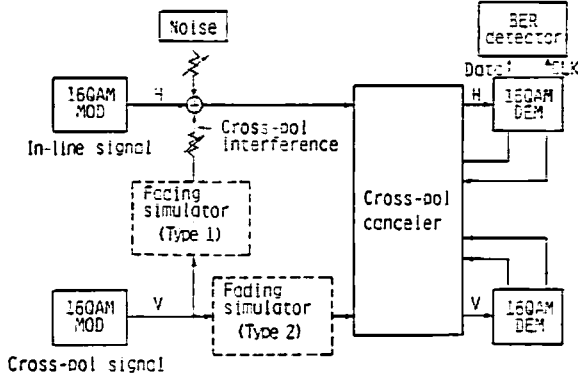 Noise
BER
detector
Data
CLK
16QAM
MOD
H
H
16QAM
DEM
In-line signal
Cross-pol
interference
Fading
simulator
(Type 1)
Cross-pol
canceler
16QAM
MOD
V
Fading
simulator
(Type 2)
V
16QAM
DEM
Cross-pol signal